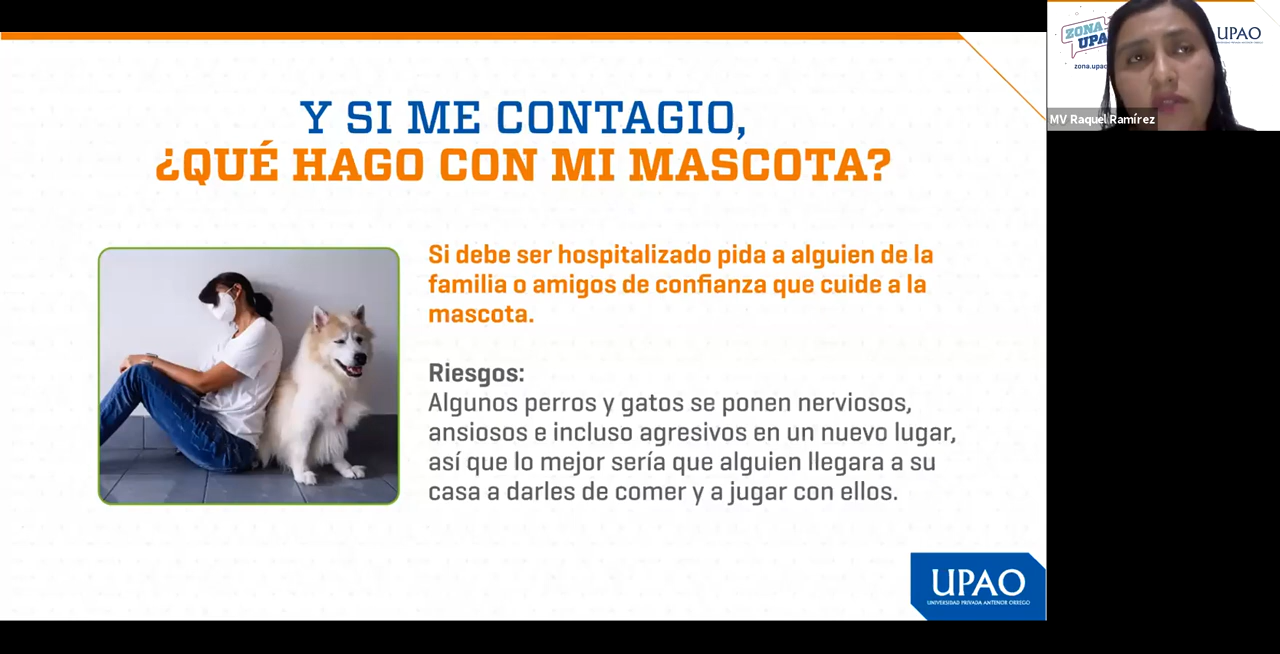 Y SI ME CONTAGIO,
¿QUÉ HAGO CON MI MASCOTA?
Si debe ser hospitalizado pida a alguien de la
familia o amigos de confianza que cuide a la
mascota.
Riesgos:
Algunos perros y gatos se ponen nerviosos,
ansiosos e incluso agresivos en un nuevo lugar,
así que lo mejor sería que alguien llegara a su
casa a darles de comer y a jugar con ellos.
UPAO
UNIVERSIDAD PRIVADA ANTENOR ORREGO
ZONA
UPA
zona.upao
UPAO
MV Raquel Ramírez